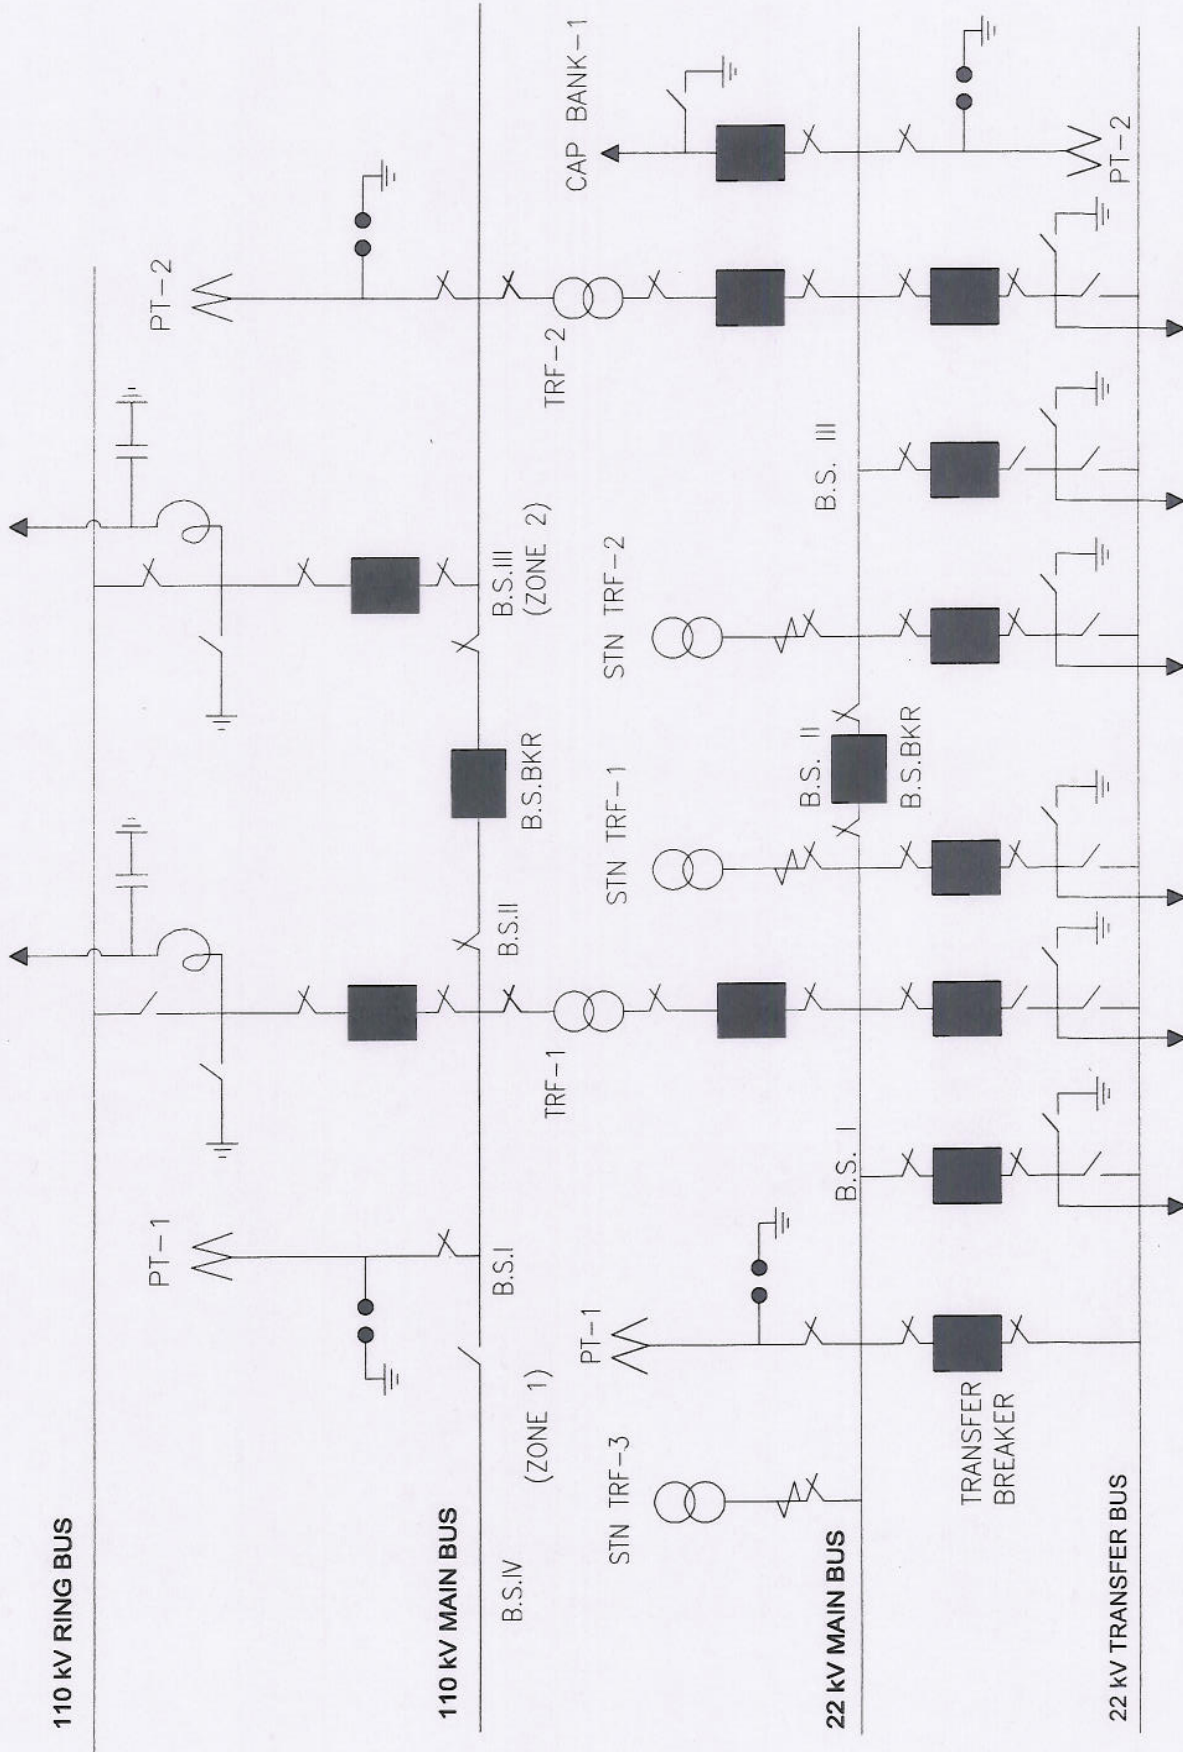 110 kV RING BUS
PT-1
PT-2
110 kV MAIN BUS
B.S.IV
(ZONE 1)
B.S.I
B.S.II
B.S.BKR
B.S.III
(ZONE 2)
TRF-1
TRF-2
CAP BANK-1
PT-1
STN TRF-3
STN TRF-1
STN TRF-2
22 kV MAIN BUS
B.S. I
B.S. II
B.S.BKR
B.S. III
TRANSFER
BREAKER
PT-2
22 kV TRANSFER BUS